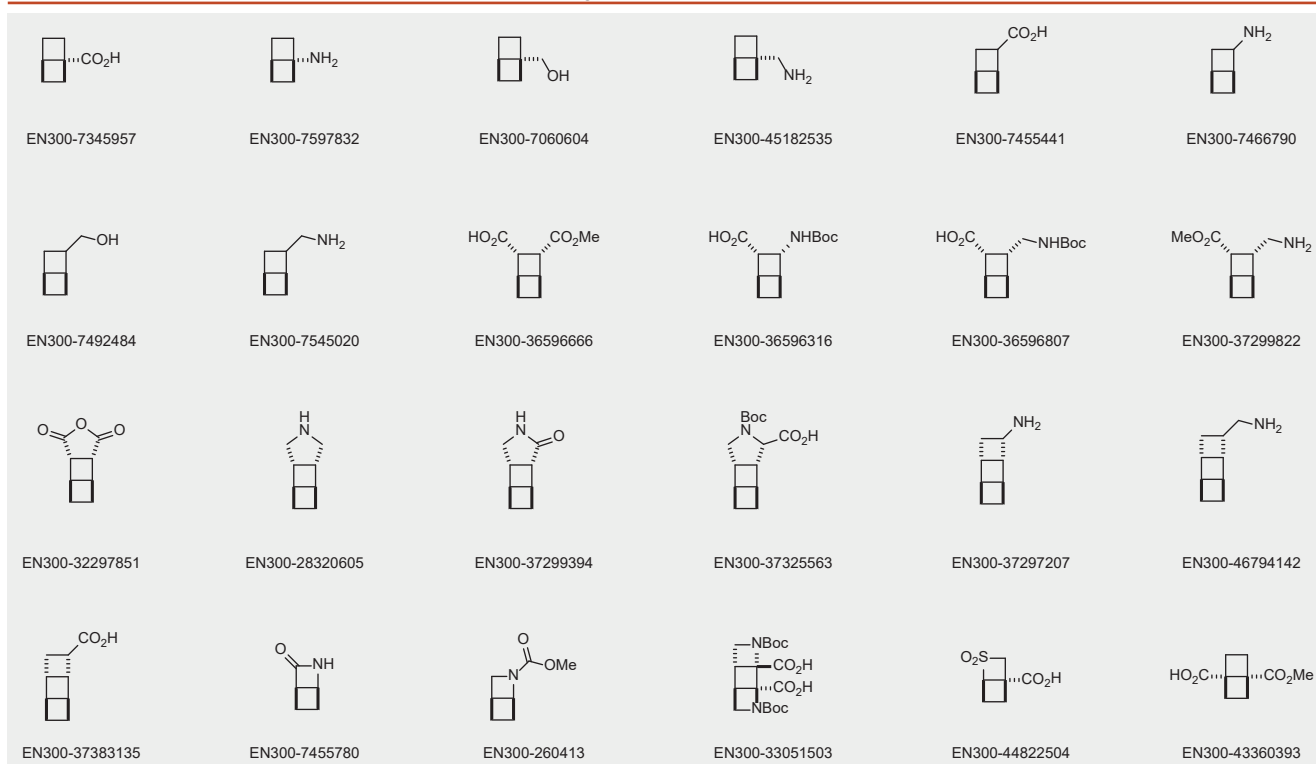 CO2H
NH2
OH
NH2
CO2H
NH2
EN300-7345957
EN300-7597832
EN300-7060604
EN300-45182535
EN300-7455441
EN300-7466790
OH
NH2
HO2C CO2Me
HO2C NHBoc
HO2C NHBoc
MeO2C NH2
EN300-7492484
EN300-7545020
EN300-36596666
EN300-36596316
EN300-36596807
EN300-37299822
O O O
H
N
H
N O
Boc
N CO2H
NH2
NH2
EN300-32297851
EN300-28320605
EN300-37299394
EN300-37325563
EN300-37297207
EN300-46794142
CO2H
O NH
O
N OMe
NBoc
CO2H
CO2H
NBoc
O2S
CO2H
HO2C CO2Me
EN300-37383135
EN300-7455780
EN300-260413
EN300-33051503
EN300-44822504
EN300-43360393